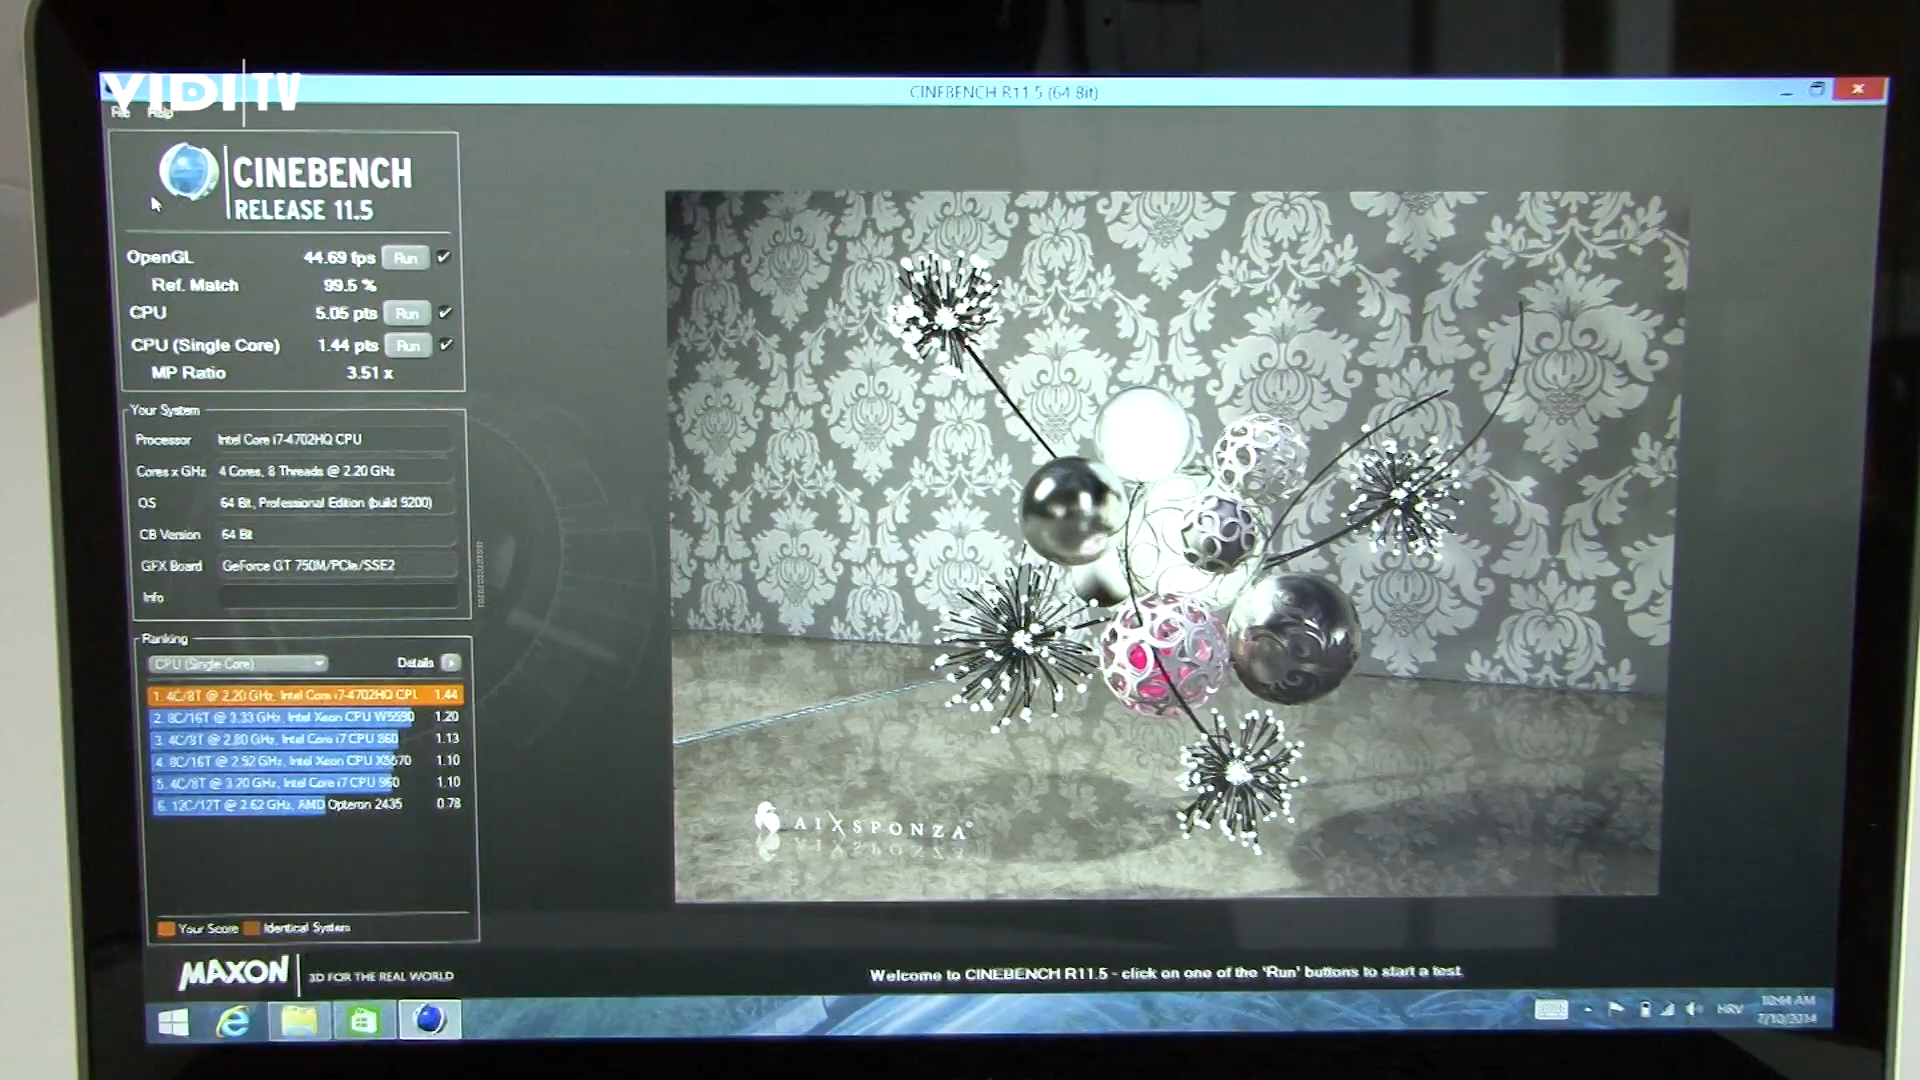 VIDI TV
CINEBENCH R11.5 (64 Bit)
File Help
CINEBENCH
RELEASE 11.5
OpenGL 44.69 fps Run
Ref. Match 99.5 %
CPU 5.05 pts Run
CPU (Single Core) 1.44 pts Run
MP Ratio 3.51 x
Your System
Processor Intel Core i7-4702HQ CPU
Cores x GHz 4 Cores, 8 Threads @ 2.20 GHz
OS 64 Bit, Professional Edition (build 9200)
CB Version 64 Bit
GFX Board GeForce GT 750M/PCIe/SSE2
Info
Ranking
CPU (Single Core) Details
1. 4C/8T @ 2.20 GHz, Intel Core i7-4702HQ CPU 1.44
2. 8C/16T @ 3.33 GHz, Intel Xeon CPU W5590 1.20
3. 4C/8T @ 2.80 GHz, Intel Core i7 CPU 860 1.13
4. 8C/16T @ 2.92 GHz, Intel Xeon CPU X5570 1.10
5. 4C/8T @ 3.20 GHz, Intel Core i7 CPU 960 1.10
6. 12C/12T @ 2.62 GHz, AMD Opteron 2435 0.78
Your Score Identical System
AIXSPONZA
MAXON 3D FOR THE REAL WORLD
Welcome to CINEBENCH R11.5 - click on one of the 'Run' buttons to start a test.
HRV
10:44 AM
7/10/2014